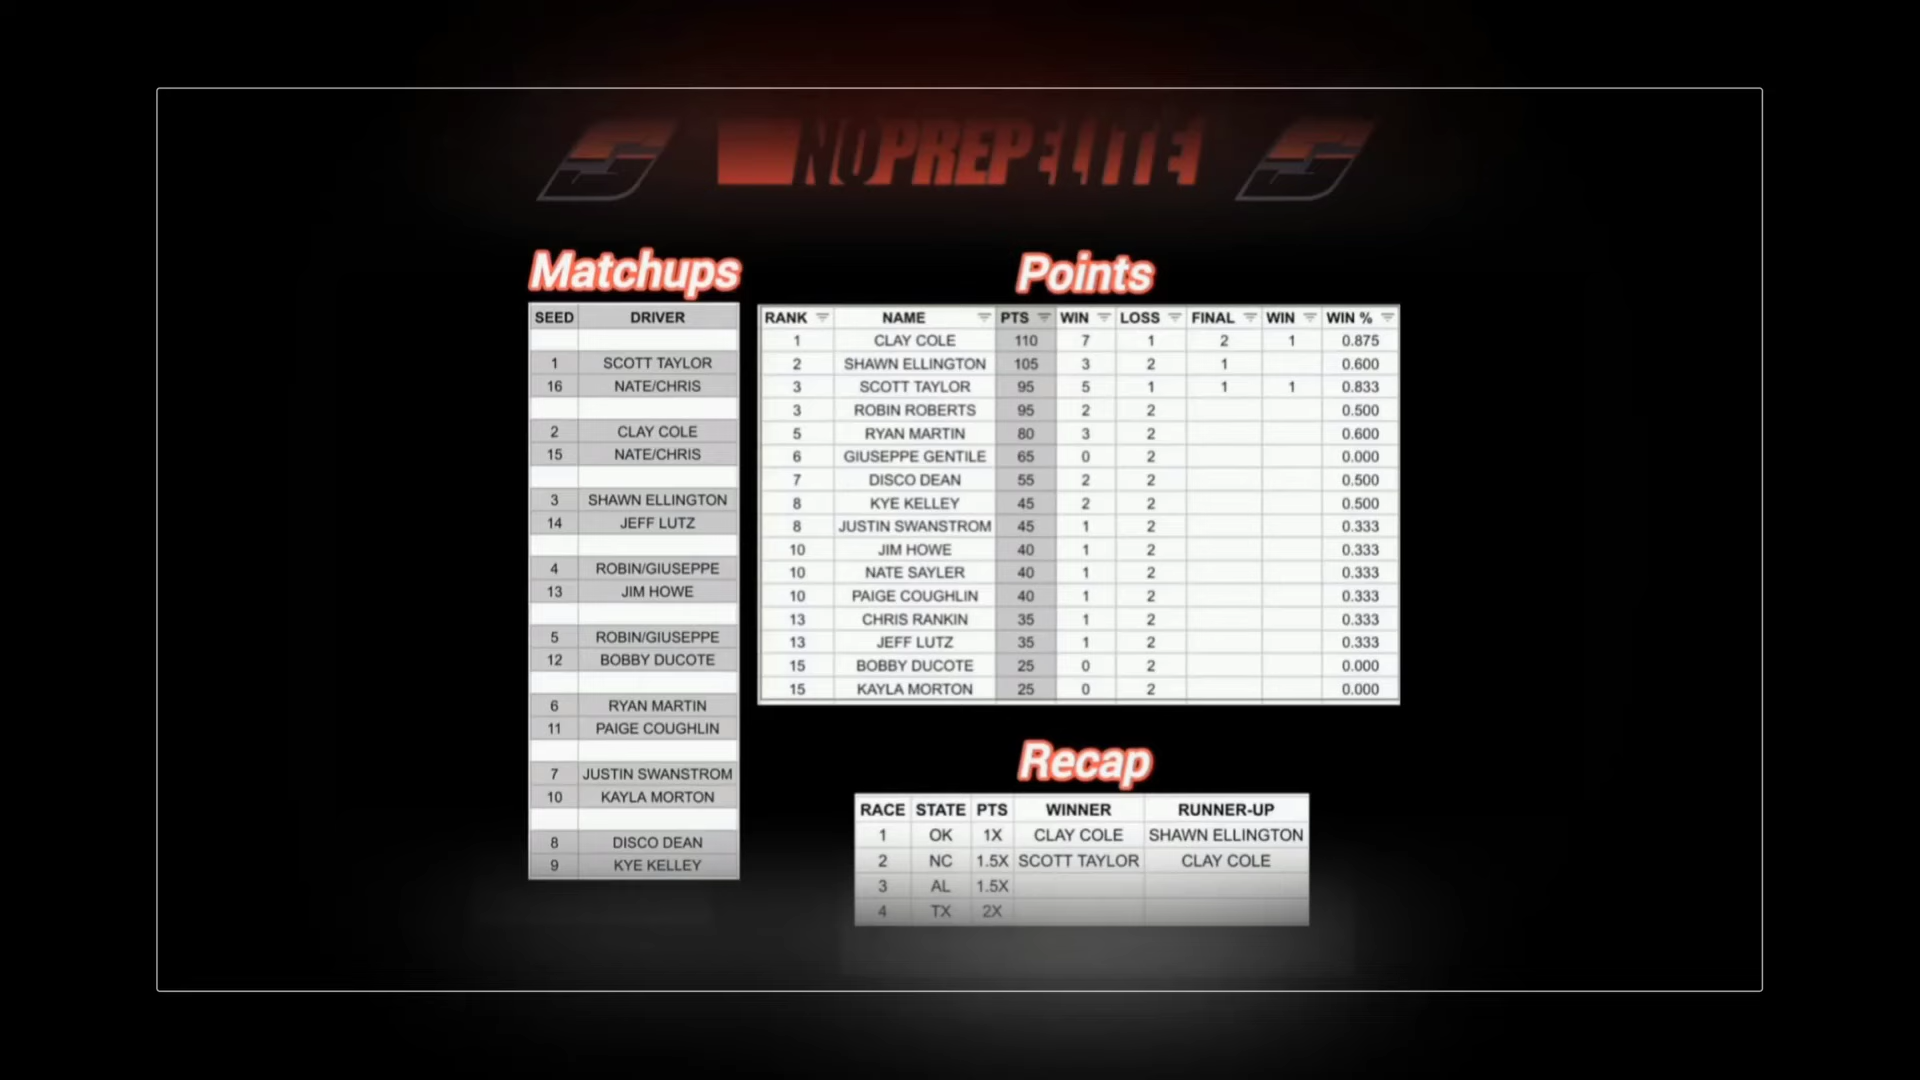 NO PREP ELITE
Matchups
SEED DRIVER
1 SCOTT TAYLOR
16 NATE/CHRIS
2 CLAY COLE
15 NATE/CHRIS
3 SHAWN ELLINGTON
14 JEFF LUTZ
4 ROBIN/GIUSEPPE
13 JIM HOWE
5 ROBIN/GIUSEPPE
12 BOBBY DUCOTE
6 RYAN MARTIN
11 PAIGE COUGHLIN
7 JUSTIN SWANSTROM
10 KAYLA MORTON
8 DISCO DEAN
9 KYE KELLEY
Points
RANK NAME PTS WIN LOSS FINAL WIN WIN %
1 CLAY COLE 110 7 1 2 1 0.875
2 SHAWN ELLINGTON 105 3 2 1 0.600
3 SCOTT TAYLOR 95 5 1 1 1 0.833
3 ROBIN ROBERTS 95 2 2 0.500
5 RYAN MARTIN 80 3 2 0.600
6 GIUSEPPE GENTILE 65 0 2 0.000
7 DISCO DEAN 55 2 2 0.500
8 KYE KELLEY 45 2 2 0.500
8 JUSTIN SWANSTROM 45 1 2 0.333
10 JIM HOWE 40 1 2 0.333
10 NATE SAYLER 40 1 2 0.333
10 PAIGE COUGHLIN 40 1 2 0.333
13 CHRIS RANKIN 35 1 2 0.333
13 JEFF LUTZ 35 1 2 0.333
15 BOBBY DUCOTE 25 0 2 0.000
15 KAYLA MORTON 25 0 2 0.000
Recap
RACE STATE PTS WINNER RUNNER-UP
1 OK 1X CLAY COLE SHAWN ELLINGTON
2 NC 1.5X SCOTT TAYLOR CLAY COLE
3 AL 1.5X
4 TX 2X